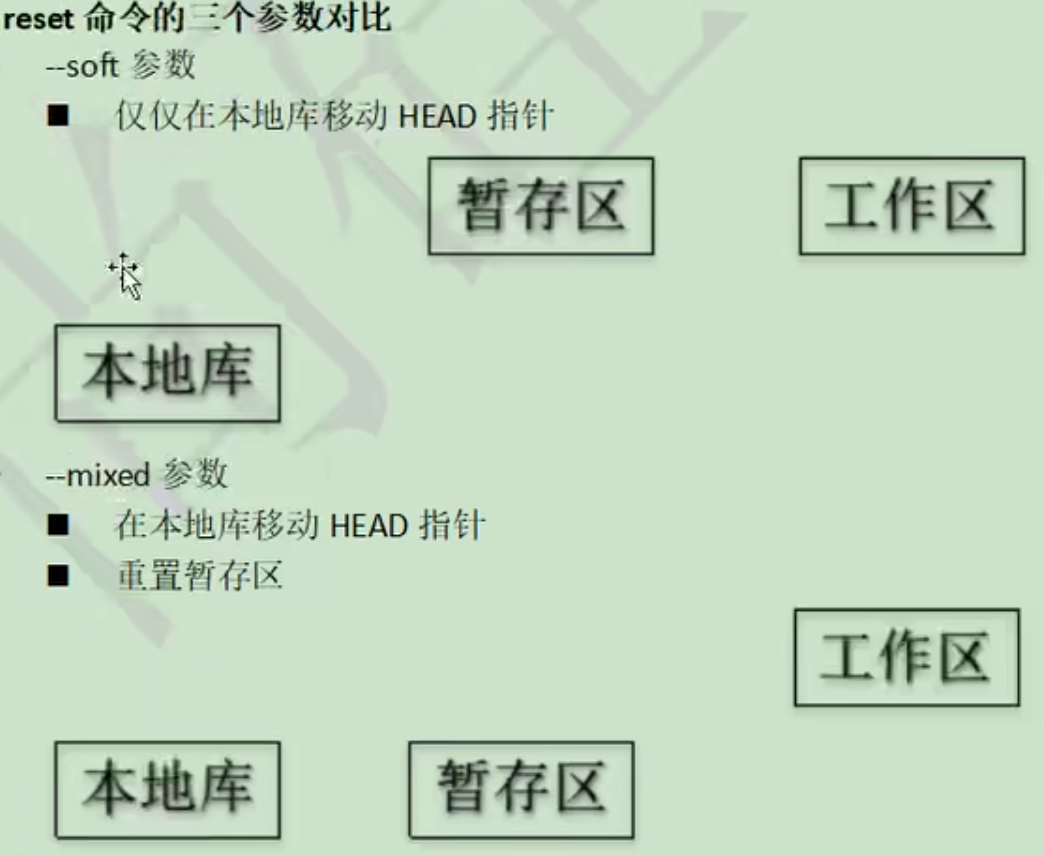 reset 命令的三个参数对比
--soft 参数
仅仅在本地库移动 HEAD 指针
暂存区 工作区
本地库
--mixed 参数
在本地库移动 HEAD 指针
重置暂存区
工作区
本地库 暂存区